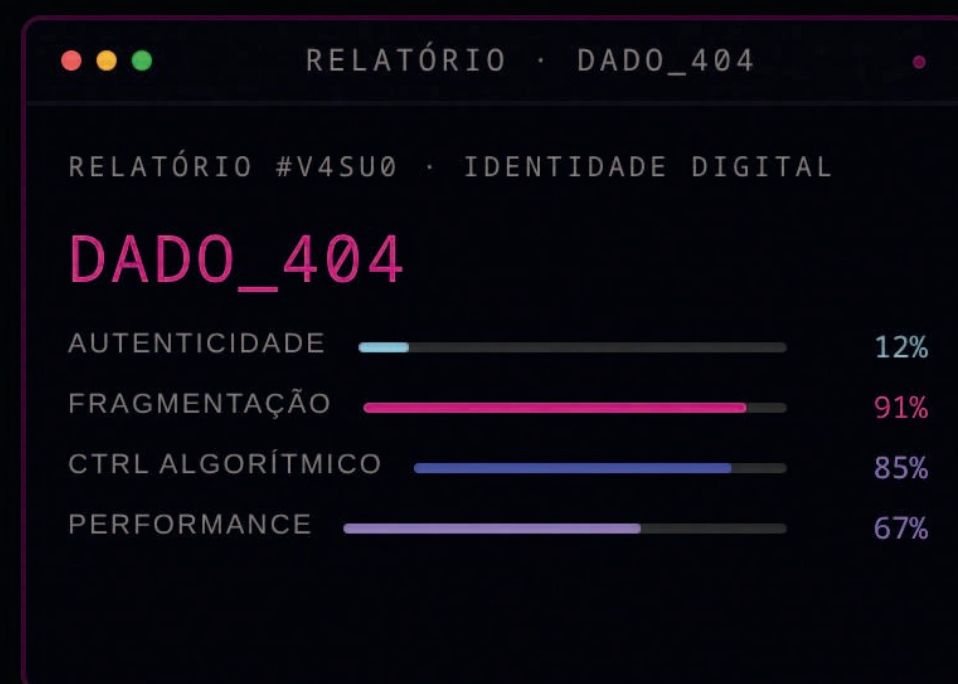 RELATÓRIO · DADO_404
RELATÓRIO #V4SU0 · IDENTIDADE DIGITAL
DADO_404
AUTENTICIDADE 12%
FRAGMENTAÇÃO 91%
CTRL ALGORÍTMICO 85%
PERFORMANCE 67%